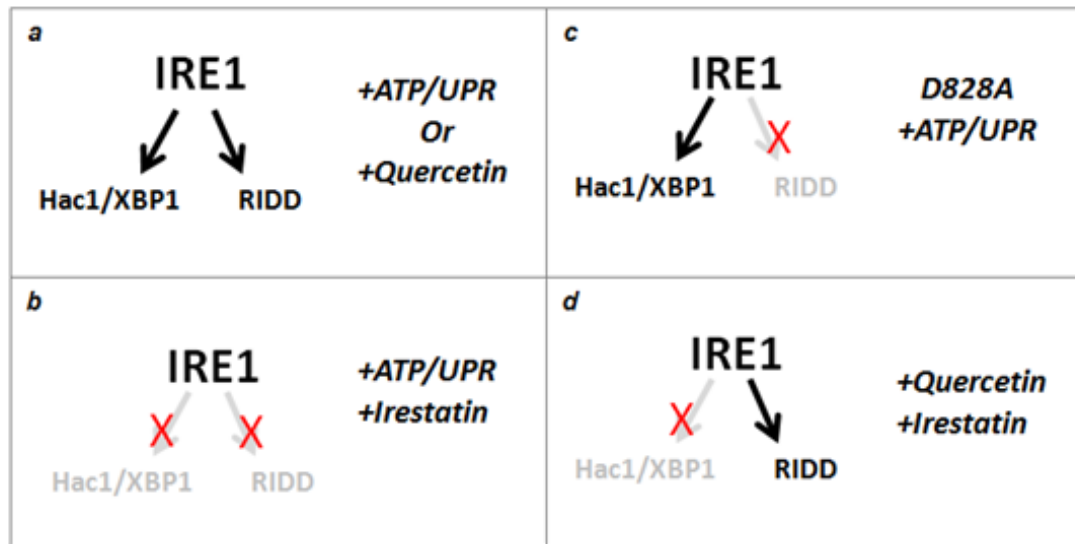 a
IRE1
+ATP/UPR
Or
+Quercetin
Hac1/XBP1 RIDD
b
IRE1
+ATP/UPR
+Irestatin
X X
Hac1/XBP1 RIDD
c
IRE1
D828A
+ATP/UPR
X
Hac1/XBP1 RIDD
d
IRE1
+Quercetin
+Irestatin
X
Hac1/XBP1 RIDD